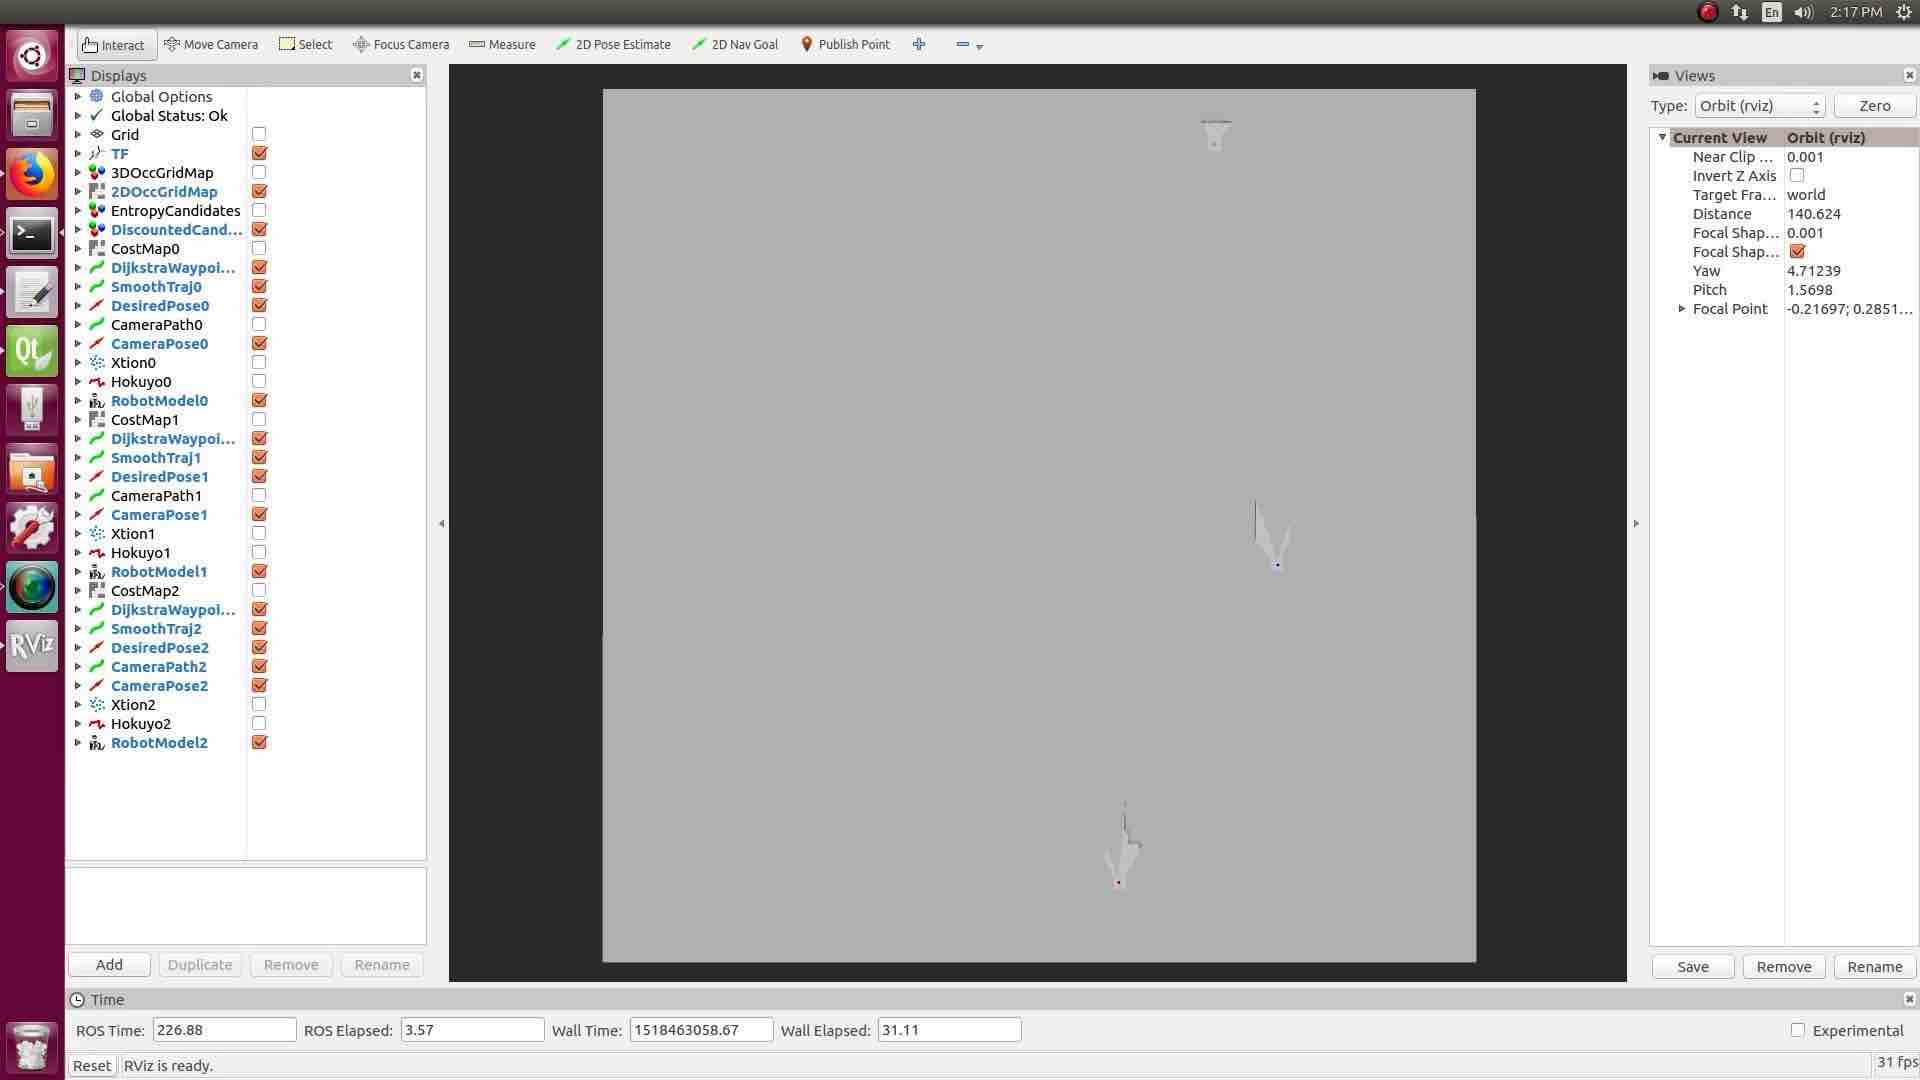 En 2:17 PM
Interact Move Camera Select Focus Camera Measure 2D Pose Estimate 2D Nav Goal Publish Point
Displays
Global Options
Global Status: Ok
Grid
TF
3DOccGridMap
2DOccGridMap
EntropyCandidates
DiscountedCand...
CostMap0
DijkstraWaypoi...
SmoothTraj0
DesiredPose0
CameraPath0
CameraPose0
Xtion0
Hokuyo0
RobotModel0
CostMap1
DijkstraWaypoi...
SmoothTraj1
DesiredPose1
CameraPath1
CameraPose1
Xtion1
Hokuyo1
RobotModel1
CostMap2
DijkstraWaypoi...
SmoothTraj2
DesiredPose2
CameraPath2
CameraPose2
Xtion2
Hokuyo2
RobotModel2
Add Duplicate Remove Rename
Qt
RViz
Views
Type: Orbit (rviz) Zero
Current View Orbit (rviz)
Near Clip ... 0.001
Invert Z Axis
Target Fra... world
Distance 140.624
Focal Shap... 0.001
Focal Shap...
Yaw 4.71239
Pitch 1.5698
Focal Point -0.21697; 0.2851...
Save Remove Rename
Time
ROS Time: 226.88 ROS Elapsed: 3.57 Wall Time: 1518463058.67 Wall Elapsed: 31.11 Experimental
Reset RViz is ready. 31 fps